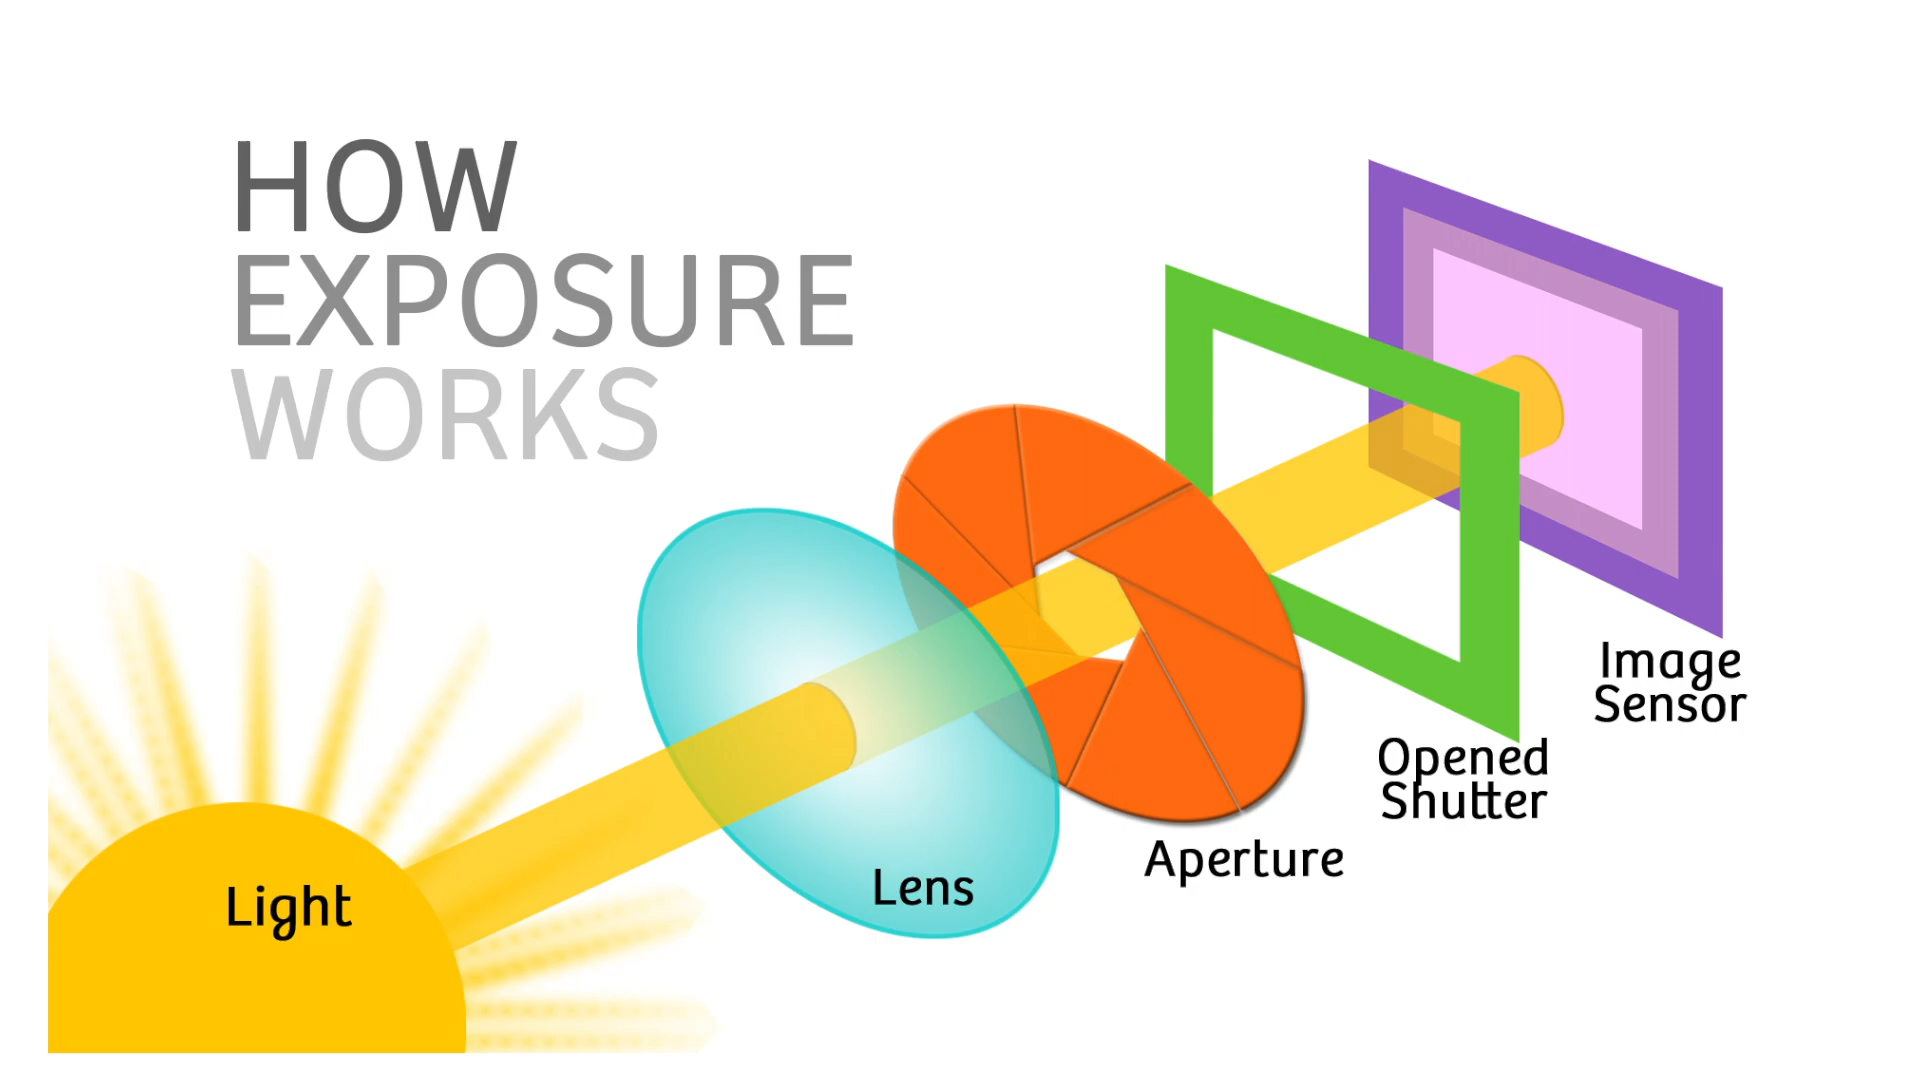 HOW
EXPOSURE
WORKS
Light
Lens
Aperture
Opened
Shutter
Image
Sensor